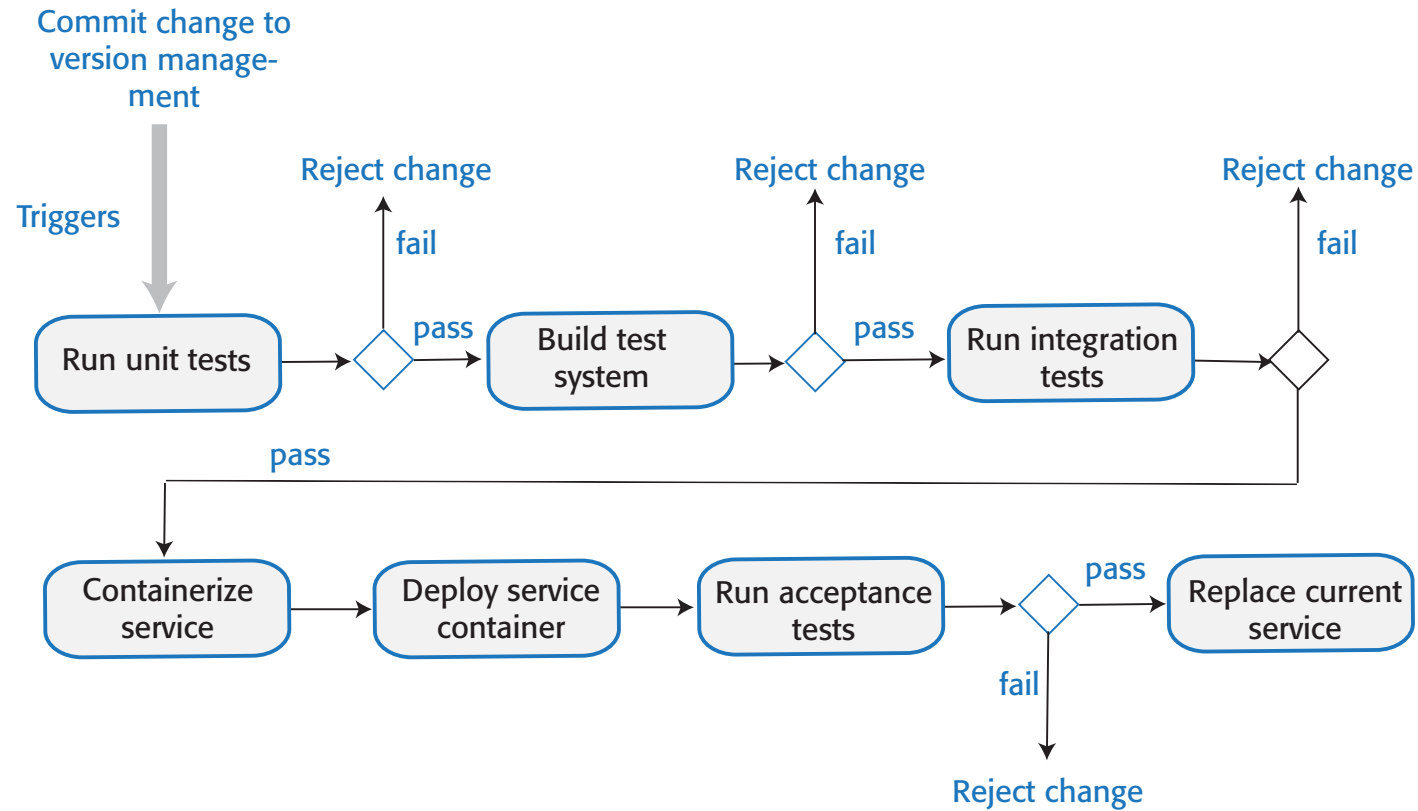 Commit change to
version manage-
ment
Triggers
Reject change
fail
Reject change
fail
Reject change
fail
Run unit tests
pass
Build test
system
pass
Run integration
tests
pass
Containerize
service
Deploy service
container
Run acceptance
tests
pass
Replace current
service
fail
Reject change